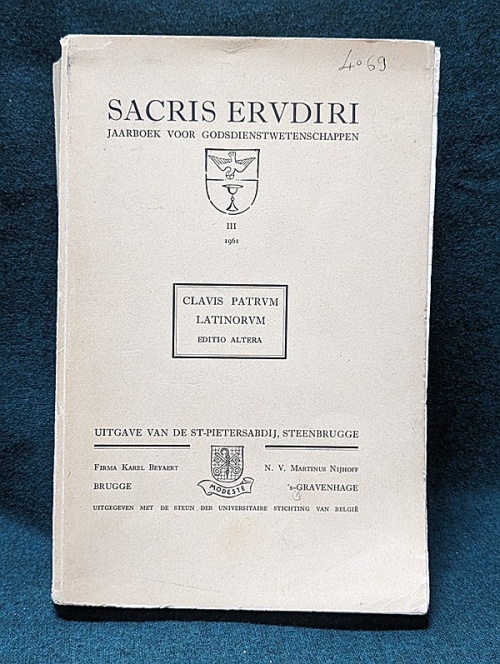 4069
SACRIS ERVDIRI
JAARBOEK VOOR GODSDIENSTWETENSCHAPPEN
III
1961
CLAVIS PATRVM
LATINORVM
EDITIO ALTERA
UITGAVE VAN DE ST-PIETERSABDIJ, STEENBRUGGE
FIRMA KAREL BEYAERT
BRUGGE
MODESTE
N. V. MARTINUS NIJHOFF
'S-GRAVENHAGE
UITGEGEVEN MET DE STEUN DER UNIVERSITAIRE STICHTING VAN BELGIË